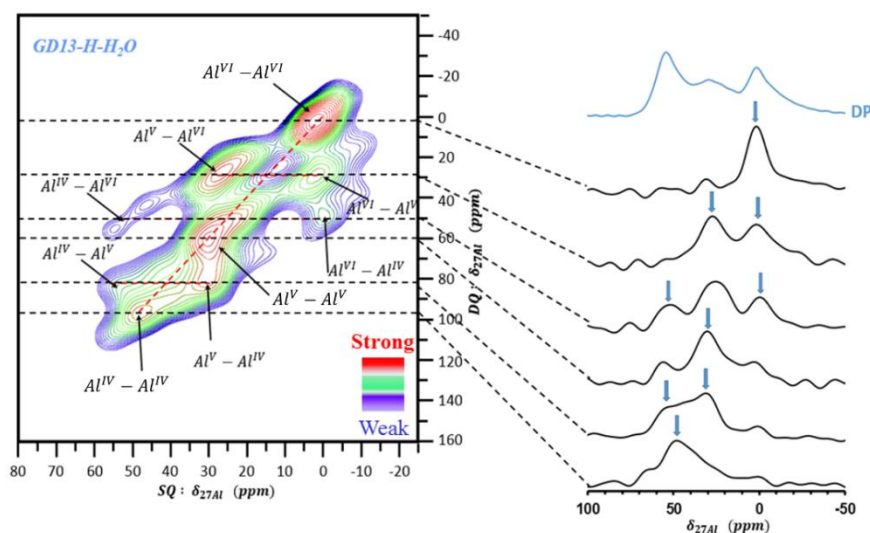 GD13-H-H₂O
Al^VI − Al^VI
Al^V − Al^VI
Al^IV − Al^VI
Al^VI − Al^V
Al^IV − Al^V
Al^VI − Al^IV
Al^V − Al^V
Al^V − Al^IV
Al^IV − Al^IV
Strong
Weak
-40
-20
0
20
40
60
80
100
120
140
160
DQ : δ27Al (ppm)
80 70 60 50 40 30 20 10 0 -10 -20
SQ : δ27Al (ppm)
DP
100 50 0 -50
δ27Al (ppm)